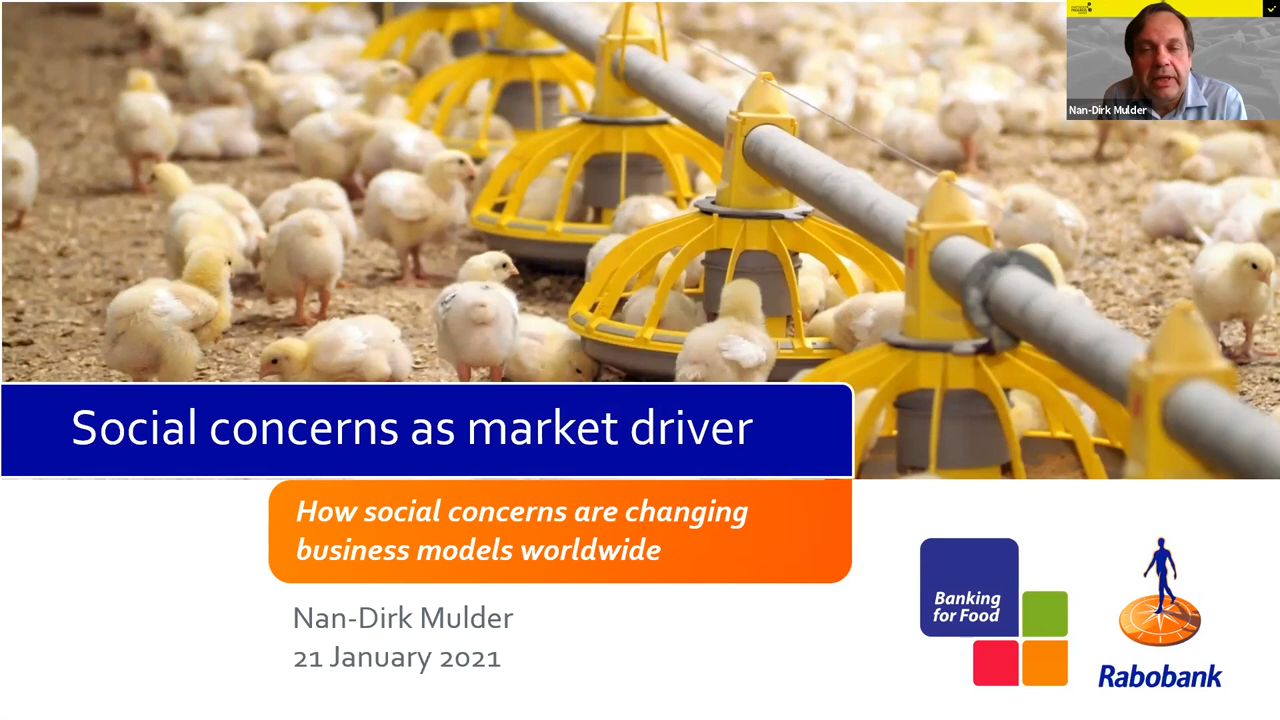 Nan-Dirk Mulder
Social concerns as market driver
How social concerns are changing
business models worldwide
Nan-Dirk Mulder
21 January 2021
Banking
for Food
Rabobank